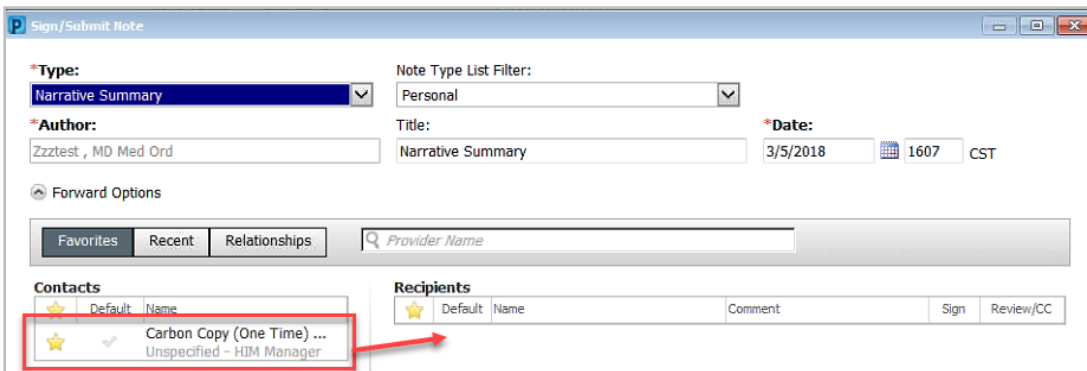 P Sign/Submit Note
*Type:
Note Type List Filter:
Narrative Summary
Personal
*Author:
Title:
*Date:
Zzztest , MD Med Ord
Narrative Summary
3/5/2018
1607
CST
Forward Options
Favorites
Recent
Relationships
Provider Name
Contacts
Recipients
Default
Name
Default
Name
Comment
Sign
Review/CC
Carbon Copy (One Time) ...
Unspecified - HIM Manager